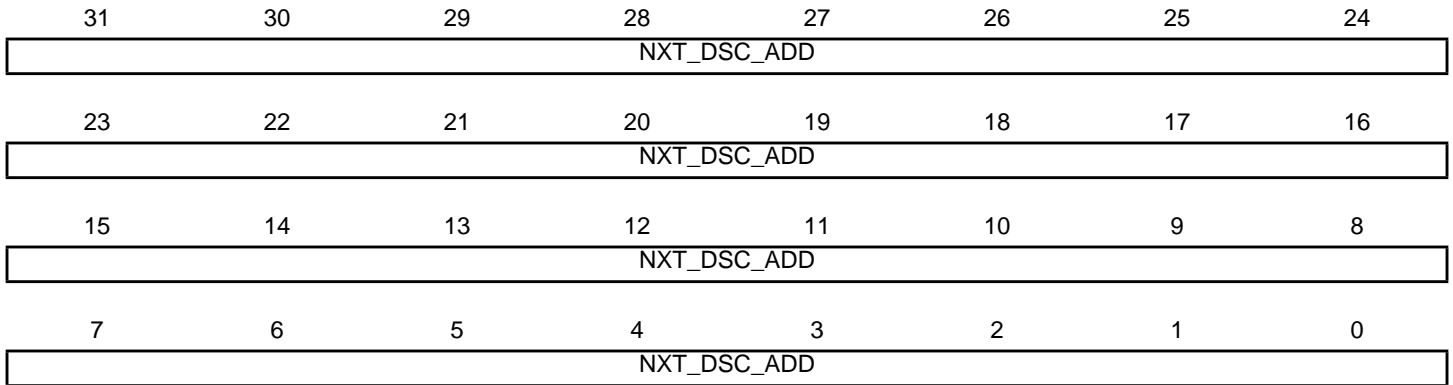 31 30 29 28 27 26 25 24
NXT_DSC_ADD
23 22 21 20 19 18 17 16
NXT_DSC_ADD
15 14 13 12 11 10 9 8
NXT_DSC_ADD
7 6 5 4 3 2 1 0
NXT_DSC_ADD